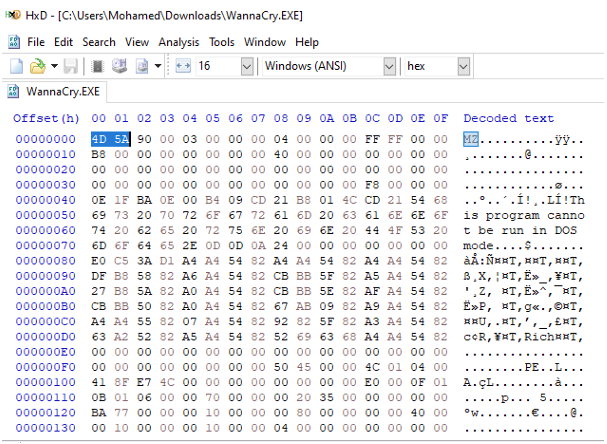 HxD - [C:\Users\Mohamed\Downloads\WannaCry.EXE]
File Edit Search View Analysis Tools Window Help
16 Windows (ANSI) hex
WannaCry.EXE
Offset(h) 00 01 02 03 04 05 06 07 08 09 0A 0B 0C 0D 0E 0F Decoded text
00000000 4D 5A 90 00 03 00 00 00 04 00 00 00 FF FF 00 00 MZ..........ÿÿ..
00000010 B8 00 00 00 00 00 00 00 40 00 00 00 00 00 00 00 ¸.......@.......
00000020 00 00 00 00 00 00 00 00 00 00 00 00 00 00 00 00 ................
00000030 00 00 00 00 00 00 00 00 00 00 00 00 F8 00 00 00 ............ø...
00000040 0E 1F BA 0E 00 B4 09 CD 21 B8 01 4C CD 21 54 68 ..º..´.Í!¸.LÍ!Th
00000050 69 73 20 70 72 6F 67 72 61 6D 20 63 61 6E 6E 6F is program canno
00000060 74 20 62 65 20 72 75 6E 20 69 6E 20 44 4F 53 20 t be run in DOS
00000070 6D 6F 64 65 2E 0D 0D 0A 24 00 00 00 00 00 00 00 mode....$.......
00000080 E0 C5 3A D1 A4 A4 54 82 A4 A4 54 82 A4 A4 54 82 àÅ:Ñ¤¤T‚¤¤T‚¤¤T‚
00000090 DF B8 58 82 A6 A4 54 82 CB BB 5F 82 A5 A4 54 82 ß¸X‚¦¤T‚Ë»_‚¥¤T‚
000000A0 27 B8 5A 82 A0 A4 54 82 CB BB 5E 82 AF A4 54 82 '¸Z‚ ¤T‚Ë»^‚¯¤T‚
000000B0 CB BB 50 82 A0 A4 54 82 67 AB 09 82 A9 A4 54 82 Ë»P‚ ¤T‚g«.‚©¤T‚
000000C0 A4 A4 55 82 07 A4 54 82 92 82 5F 82 A3 A4 54 82 ¤¤U‚.¤T‚’‚_‚£¤T‚
000000D0 63 A2 52 82 A5 A4 54 82 52 69 63 68 A4 A4 54 82 c¢R‚¥¤T‚Rich¤¤T‚
000000E0 00 00 00 00 00 00 00 00 00 00 00 00 00 00 00 00 ................
000000F0 00 00 00 00 00 00 00 00 50 45 00 00 4C 01 04 00 ........PE..L...
00000100 41 8F E7 4C 00 00 00 00 00 00 00 00 E0 00 0F 01 A.çL........à...
00000110 0B 01 06 00 00 70 00 00 00 20 35 00 00 00 00 00 .....p... 5.....
00000120 BA 77 00 00 00 10 00 00 00 80 00 00 00 00 40 00 ºw.......€....@.
00000130 00 10 00 00 00 10 00 00 04 00 00 00 00 00 00 00 ................